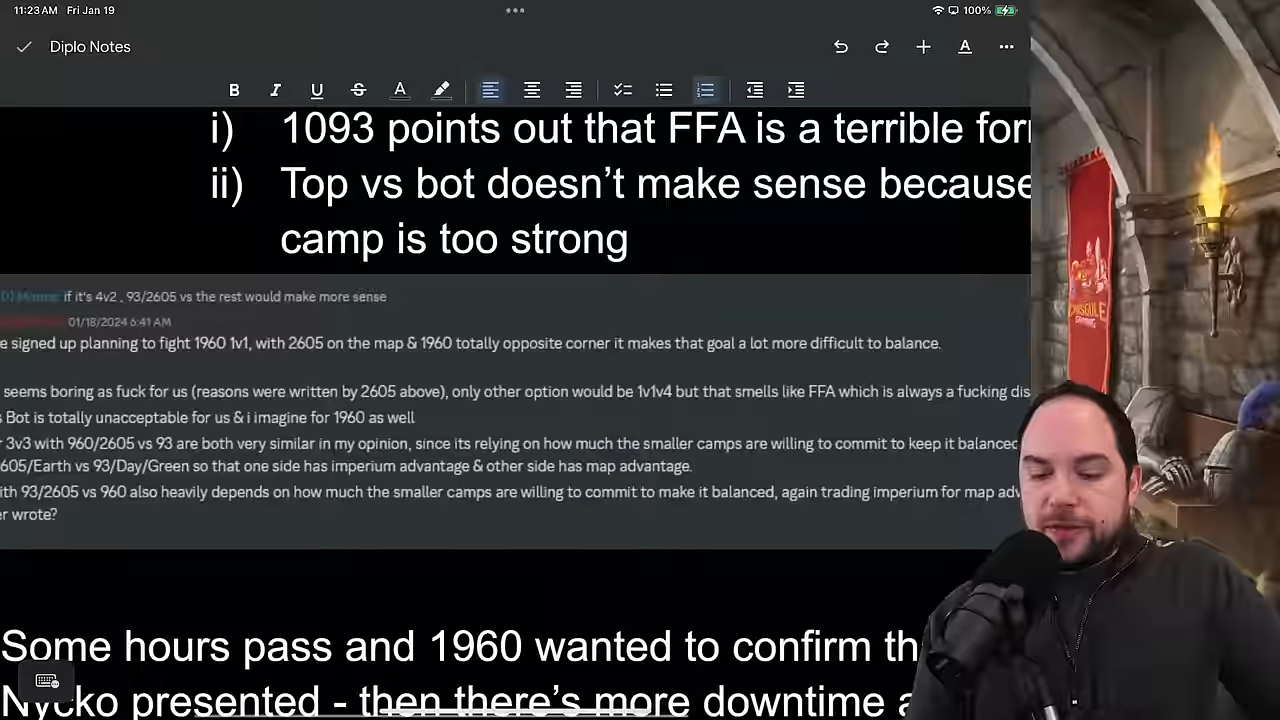 11:23 AM Fri Jan 19
100%
Diplo Notes
B I U S A
A
i) 1093 points out that FFA is a terrible for
ii) Top vs bot doesn't make sense because
camp is too strong
if it's 4v2 , 93/2605 vs the rest would make more sense
01/18/2024 6:41 AM
e signed up planning to fight 1960 1v1, with 2605 on the map & 1960 totally opposite corner it makes that goal a lot more difficult to balance.
seems boring as fuck for us (reasons were written by 2605 above), only other option would be 1v1v4 but that smells like FFA which is always a fucking dis
s Bot is totally unacceptable for us & i imagine for 1960 as well
r 3v3 with 960/2605 vs 93 are both very similar in my opinion, since its relying on how much the smaller camps are willing to commit to keep it balanced
605/Earth vs 93/Day/Green so that one side has imperium advantage & other side has map advantage.
ith 93/2605 vs 960 also heavily depends on how much the smaller camps are willing to commit to make it balanced, again trading imperium for map adv
er wrote?
Some hours pass and 1960 wanted to confirm th
Nycko presented - then there's more downtime a